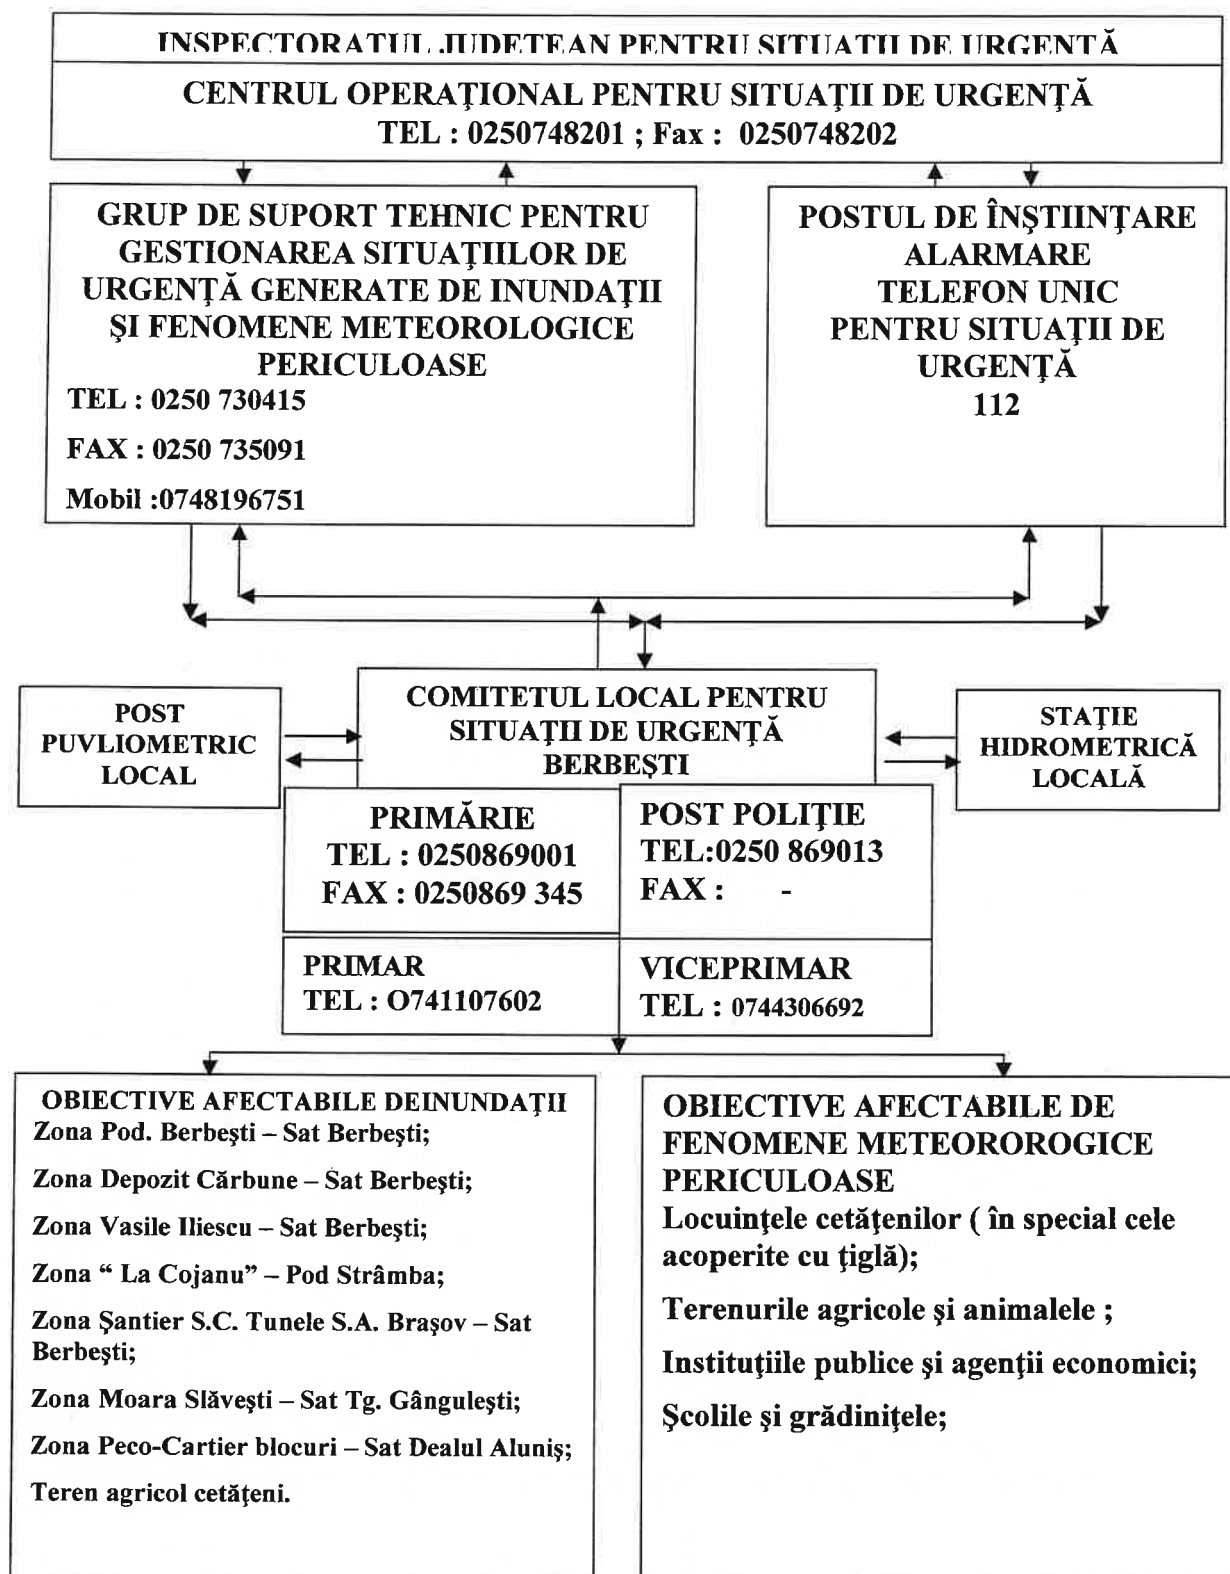 INSPECTORATUL JUDEŢEAN PENTRU SITUAŢII DE URGENŢĂ
CENTRUL OPERAŢIONAL PENTRU SITUAŢII DE URGENŢĂ
TEL : 0250748201 ; Fax : 0250748202
GRUP DE SUPORT TEHNIC PENTRU
GESTIONAREA SITUAŢIILOR DE
URGENŢĂ GENERATE DE INUNDAŢII
ŞI FENOMENE METEOROLOGICE
PERICULOASE
TEL : 0250 730415
FAX : 0250 735091
Mobil :0748196751
POSTUL DE ÎNŞTIINŢARE
ALARMARE
TELEFON UNIC
PENTRU SITUAŢII DE
URGENŢĂ
112
POST
PUVLIOMETRIC
LOCAL
COMITETUL LOCAL PENTRU
SITUAŢII DE URGENŢĂ
BERBEŞTI
STAŢIE
HIDROMETRICĂ
LOCALĂ
PRIMĂRIE
TEL : 0250869001
FAX : 0250869 345
POST POLIŢIE
TEL:0250 869013
FAX : -
PRIMAR
TEL : O741107602
VICEPRIMAR
TEL : 0744306692
OBIECTIVE AFECTABILE DEINUNDAŢII
Zona Pod. Berbeşti – Sat Berbeşti;
Zona Depozit Cărbune – Sat Berbeşti;
Zona Vasile Iliescu – Sat Berbeşti;
Zona “ La Cojanu” – Pod Strâmba;
Zona Şantier S.C. Tunele S.A. Braşov – Sat
Berbeşti;
Zona Moara Slăveşti – Sat Tg. Gânguleşti;
Zona Peco-Cartier blocuri – Sat Dealul Aluniş;
Teren agricol cetăţeni.
OBIECTIVE AFECTABILE DE
FENOMENE METEOROROGICE
PERICULOASE
Locuinţele cetăţenilor ( în special cele
acoperite cu ţiglă);
Terenurile agricole şi animalele ;
Instituţiile publice şi agenţii economici;
Şcolile şi grădiniţele;